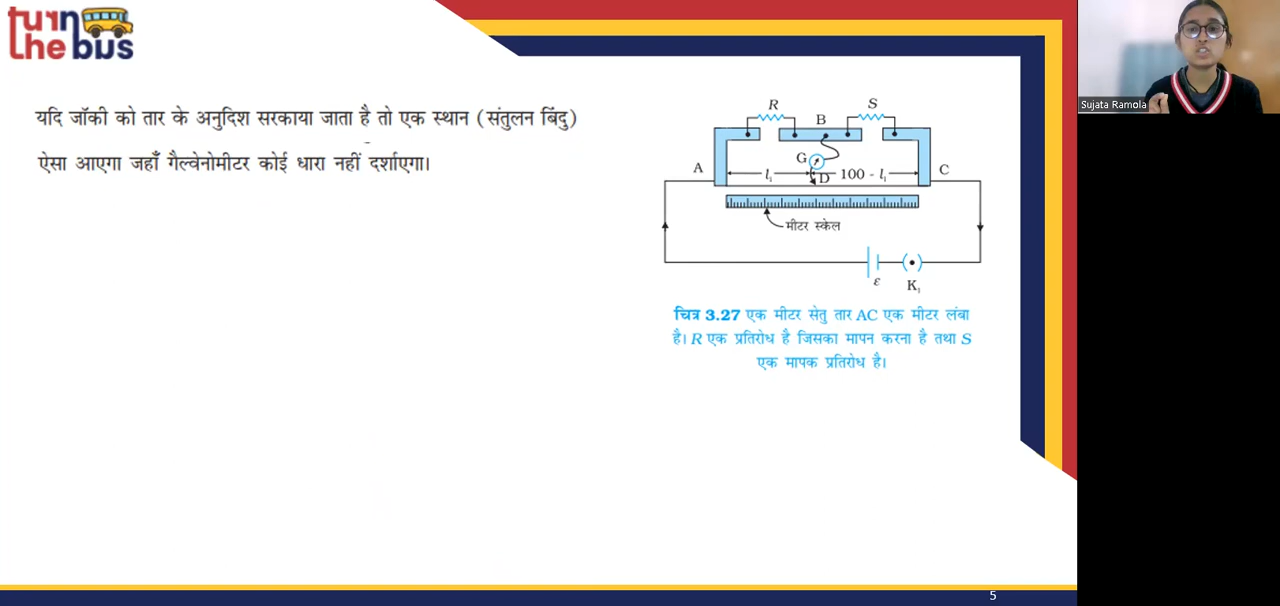 turn
the bus
यदि जॉकी को तार के अनुदिश सरकाया जाता है तो एक स्थान (संतुलन बिंदु)
ऐसा आएगा जहाँ गैल्वेनोमीटर कोई धारा नहीं दर्शाएगा।
R
S
B
G
A
l₁
D
100 - l₁
C
मीटर स्केल
ε
K₁
चित्र 3.27 एक मीटर सेतु तार AC एक मीटर लंबा
है। R एक प्रतिरोध है जिसका मापन करना है तथा S
एक मापक प्रतिरोध है।
Sujata Ramola
5